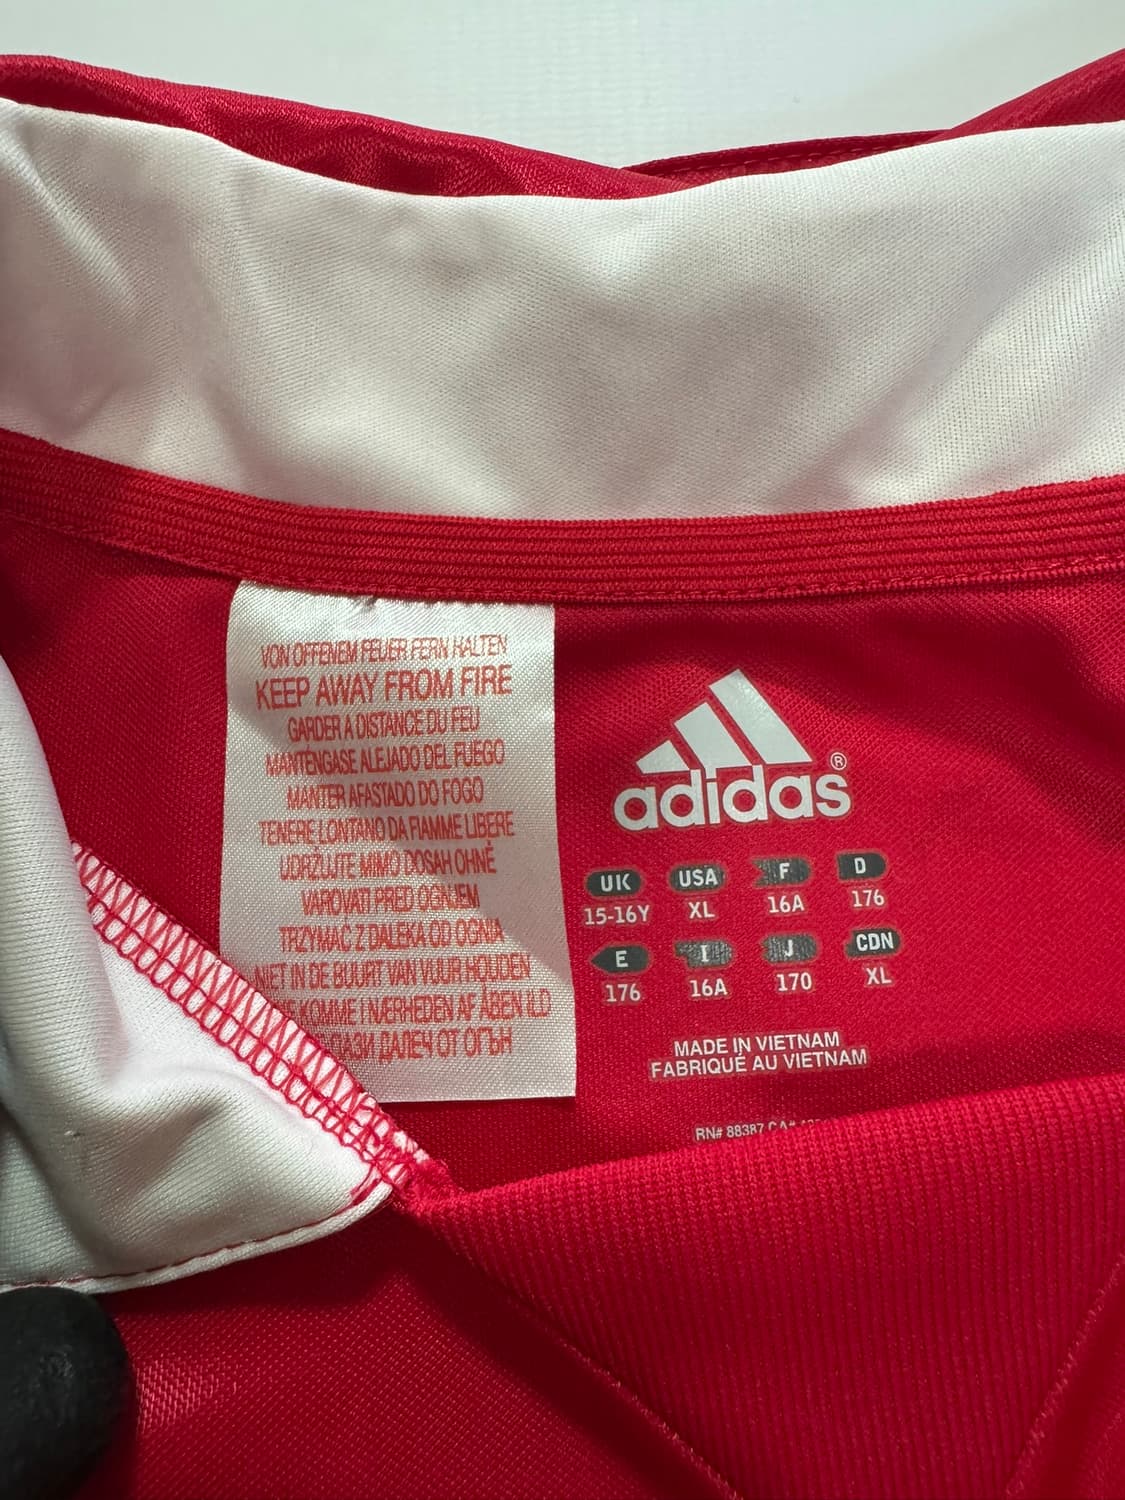 VON OFFENEM FEUER FERN HALTEN
KEEP AWAY FROM FIRE
GARDER A DISTANCE DU FEU
MANTÉNGASE ALEJADO DEL FUEGO
MANTER AFASTADO DO FOGO
TENERE LONTANO DA FIAMME LIBERE
UDRŽUJTE MIMO DOSAH OHNĚ
VAROVATI PRED OGNJEM
TRZYMAĆ Z DALEKA OD OGNIA
NIET IN DE BUURT VAN VUUR HOUDEN
KOMME I NÆRHEDEN AF ÅBEN ILD
ДАЛЕЧ ОТ ОГЪН
adidas®
UK USA F D
15-16Y XL 16A 176
E I J CDN
176 16A 170 XL
MADE IN VIETNAM
FABRIQUÉ AU VIETNAM
RN# 88387 CA#